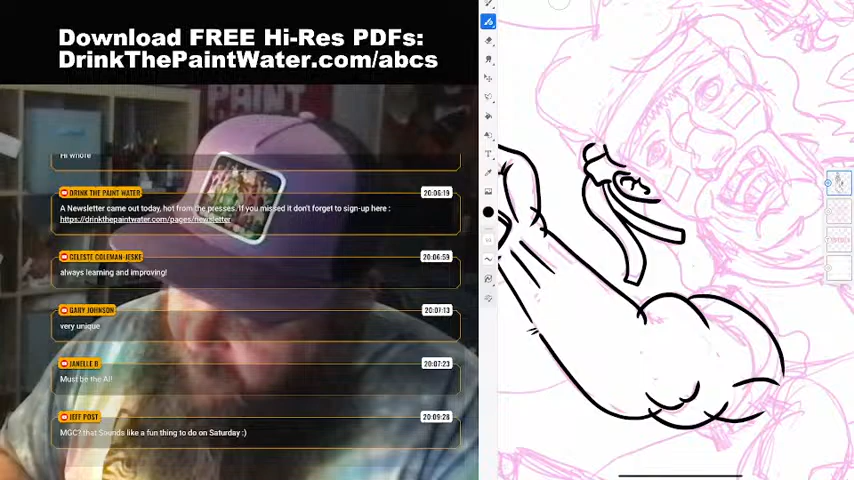 Download FREE Hi-Res PDFs:
DrinkThePaintWater.com/abcs
PAINT
DRINK THE PAINT WATER
20:06:19
A Newsletter came out today, hot from the presses. If you missed it don't forget to sign-up here :
https://drinkthepaintwater.com/pages/newsletter
CELESTE COLEMAN-JESKE
20:06:59
always learning and improving!
GARY JOHNSON
20:07:13
very unique
JANELLE B
20:07:23
Must be the AI!
JEFF POST
20:09:28
MGC? that Sounds like a fun thing to do on Saturday :)